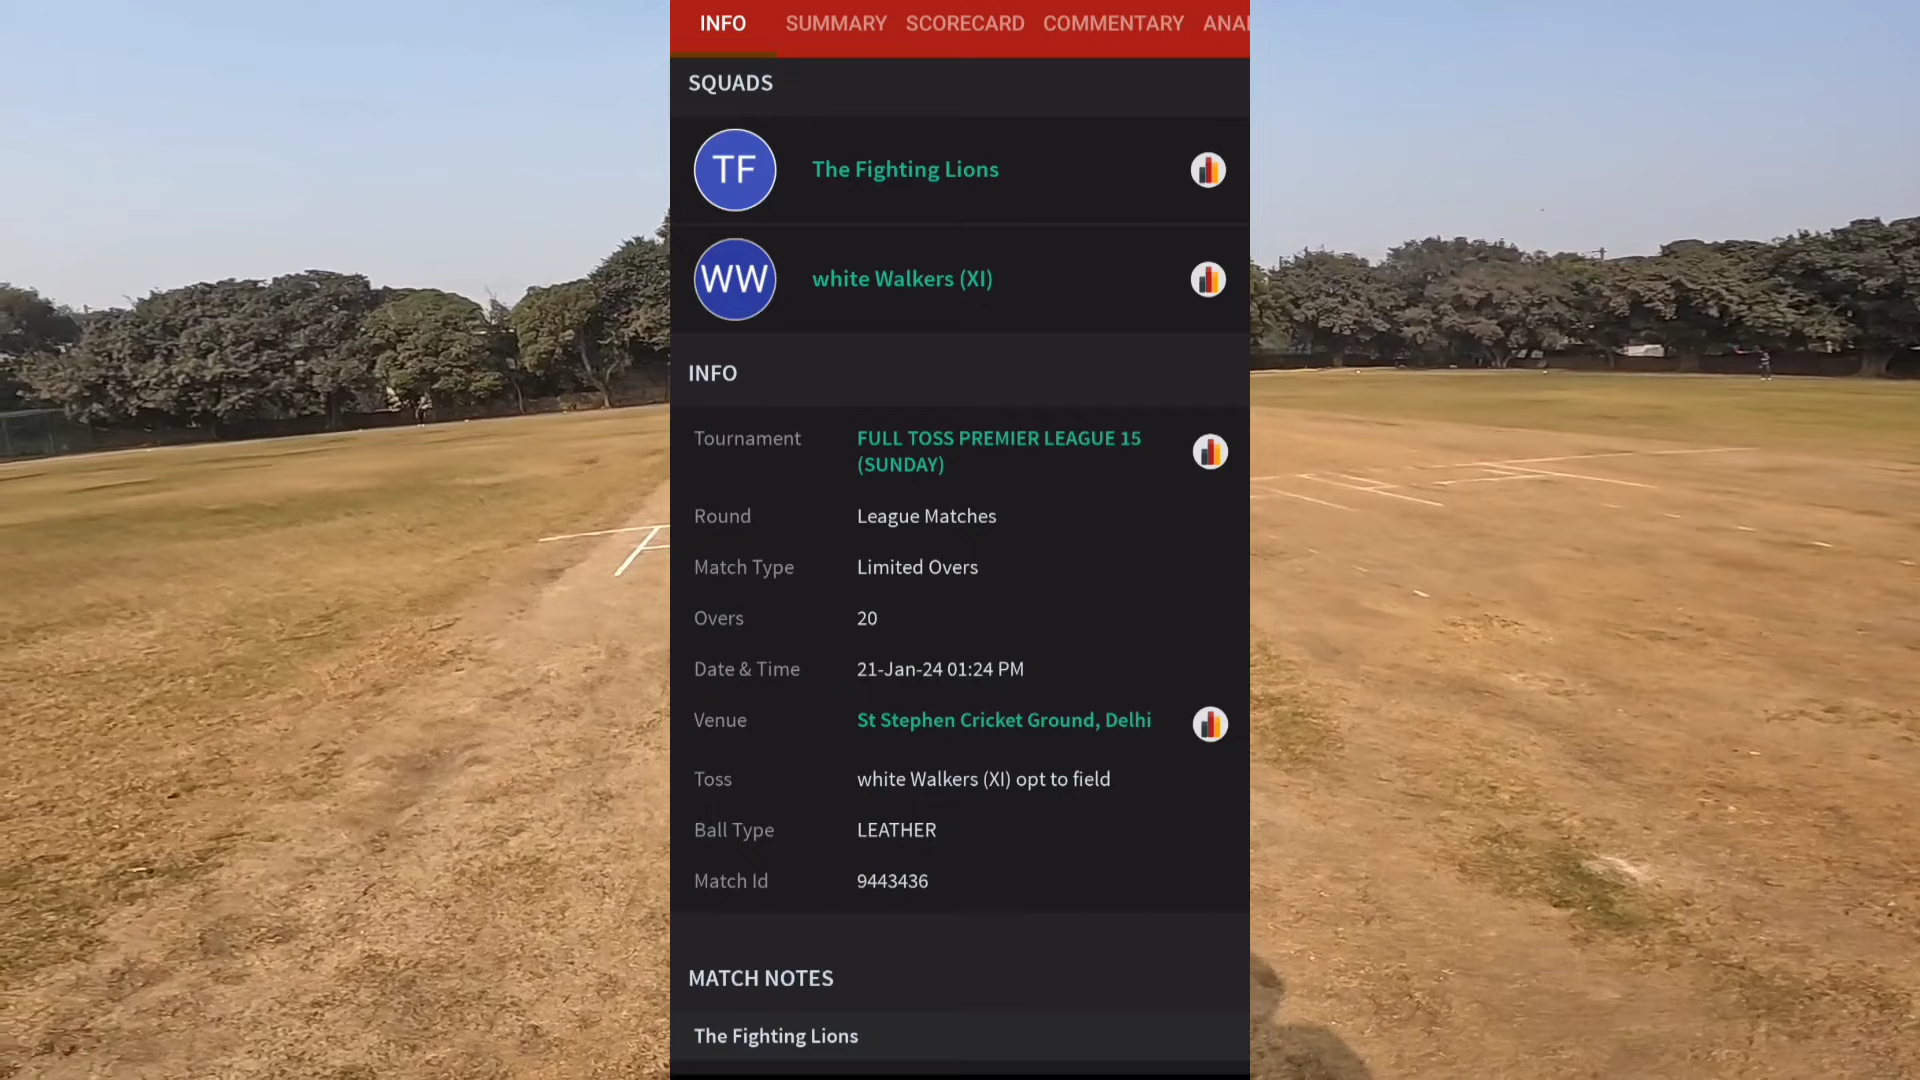 INFO SUMMARY SCORECARD COMMENTARY ANAL
SQUADS
TF The Fighting Lions
WW white Walkers (XI)
INFO
Tournament FULL TOSS PREMIER LEAGUE 15
(SUNDAY)
Round League Matches
Match Type Limited Overs
Overs 20
Date & Time 21-Jan-24 01:24 PM
Venue St Stephen Cricket Ground, Delhi
Toss white Walkers (XI) opt to field
Ball Type LEATHER
Match Id 9443436
MATCH NOTES
The Fighting Lions